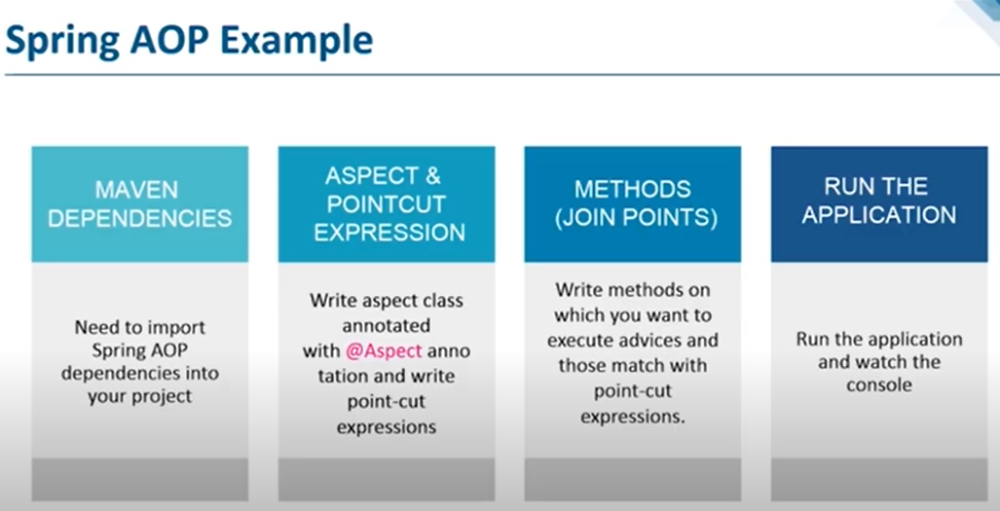 Spring AOP Example
MAVEN
DEPENDENCIES
Need to import
Spring AOP
dependencies into
your project
ASPECT &
POINTCUT
EXPRESSION
Write aspect class
annotated
with @Aspect anno
tation and write
point-cut
expressions
METHODS
(JOIN POINTS)
Write methods on
which you want to
execute advices and
those match with
point-cut
expressions.
RUN THE
APPLICATION
Run the application
and watch the
console